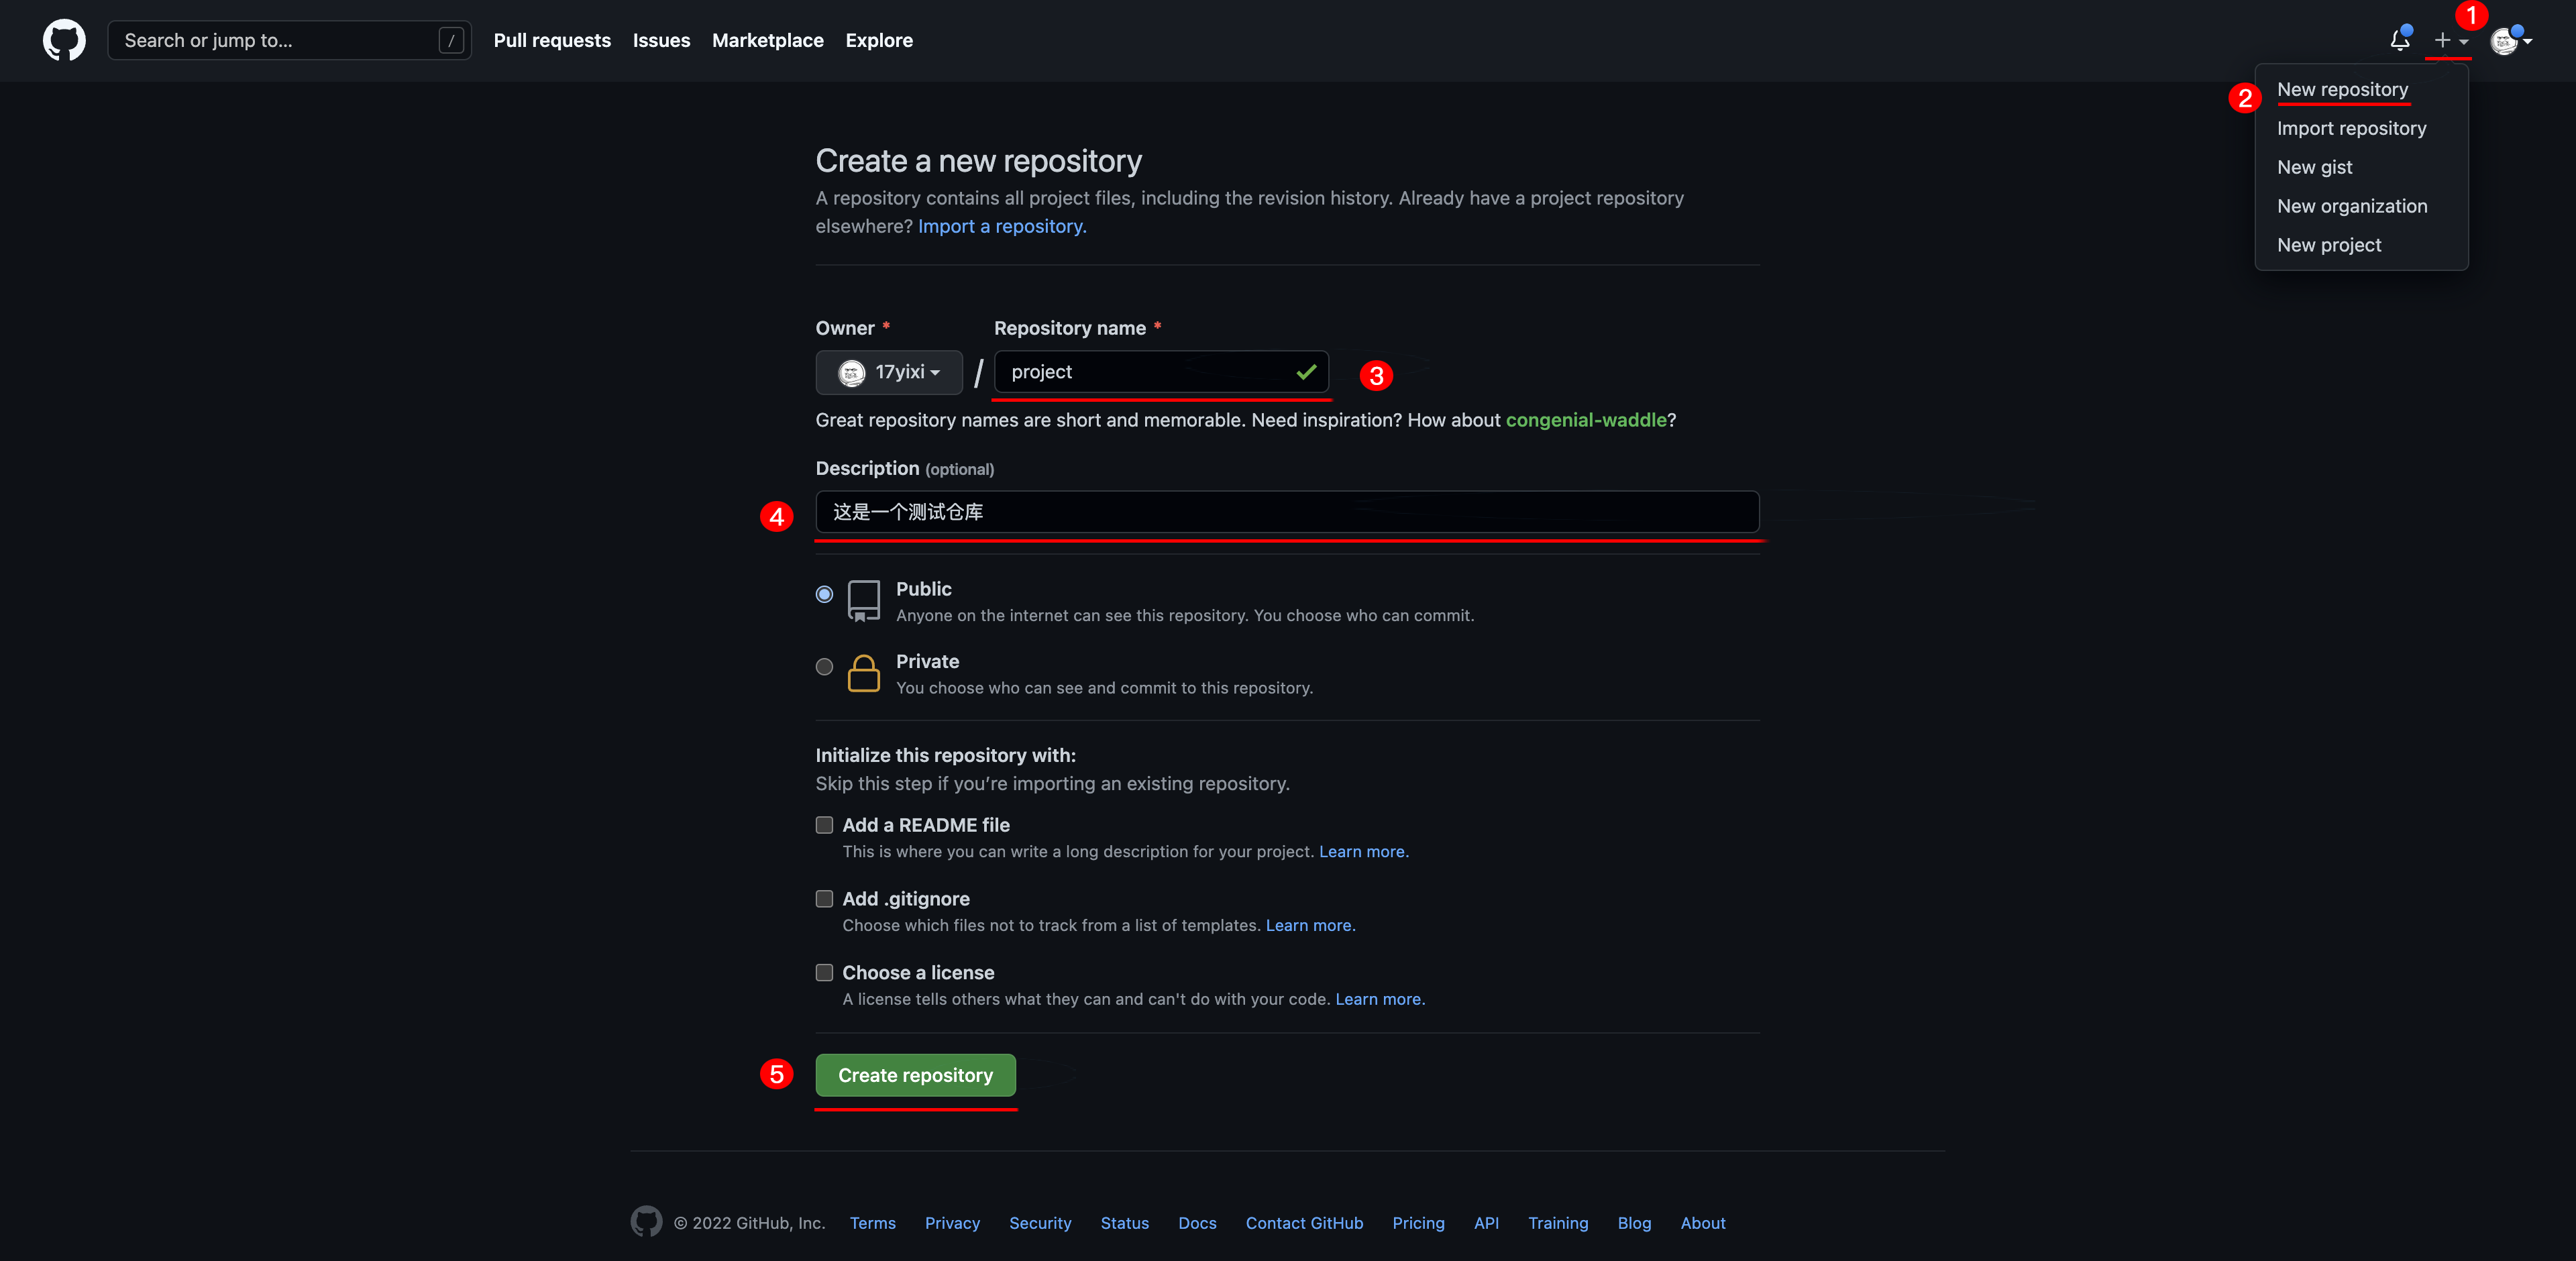 Search or jump to... /
Pull requests Issues Marketplace Explore
1
2
New repository
Import repository
New gist
New organization
New project
Create a new repository
A repository contains all project files, including the revision history. Already have a project repository
elsewhere? Import a repository.
Owner * Repository name *
17yixi / project 3
Great repository names are short and memorable. Need inspiration? How about congenial-waddle?
Description (optional)
4 这是一个测试仓库
Public
Anyone on the internet can see this repository. You choose who can commit.
Private
You choose who can see and commit to this repository.
Initialize this repository with:
Skip this step if you’re importing an existing repository.
Add a README file
This is where you can write a long description for your project. Learn more.
Add .gitignore
Choose which files not to track from a list of templates. Learn more.
Choose a license
A license tells others what they can and can't do with your code. Learn more.
5 Create repository
© 2022 GitHub, Inc. Terms Privacy Security Status Docs Contact GitHub Pricing API Training Blog About